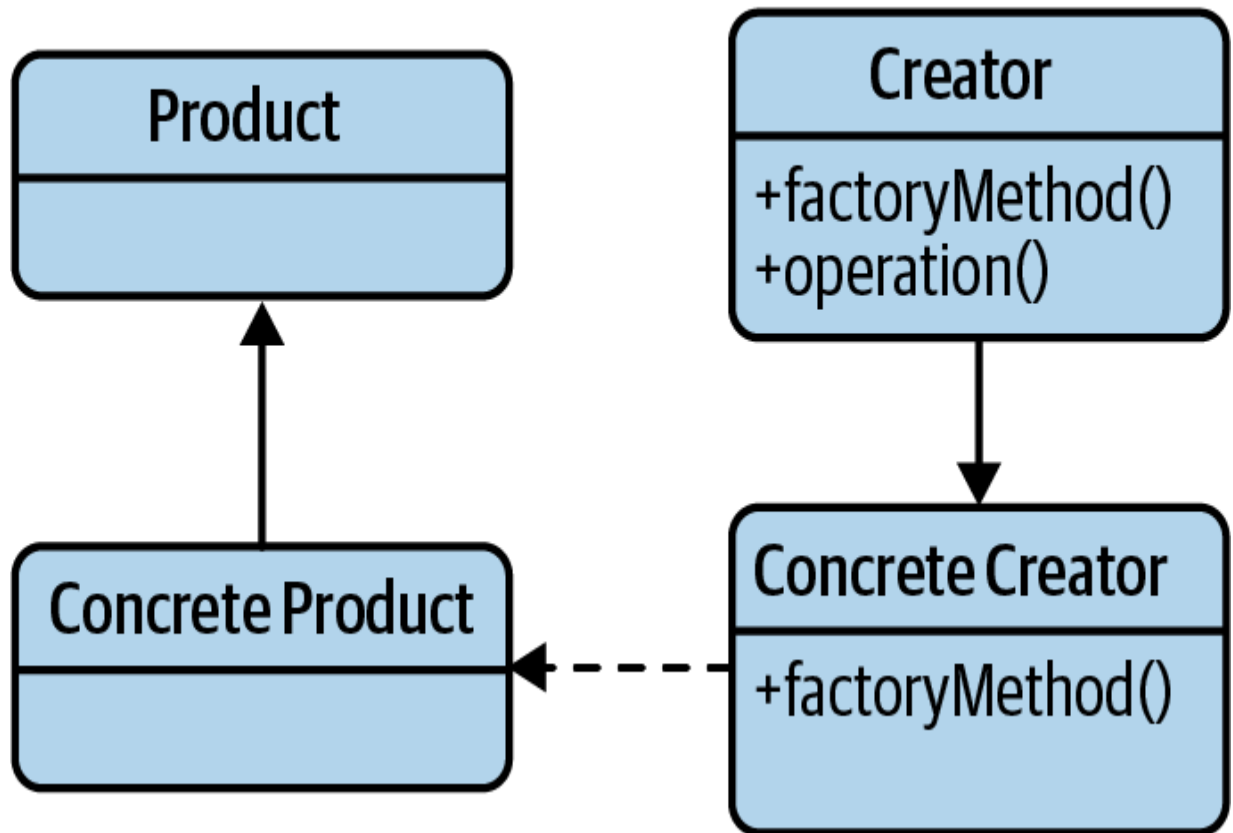 Product
Creator
+factoryMethod()
+operation()
Concrete Product
Concrete Creator
+factoryMethod()